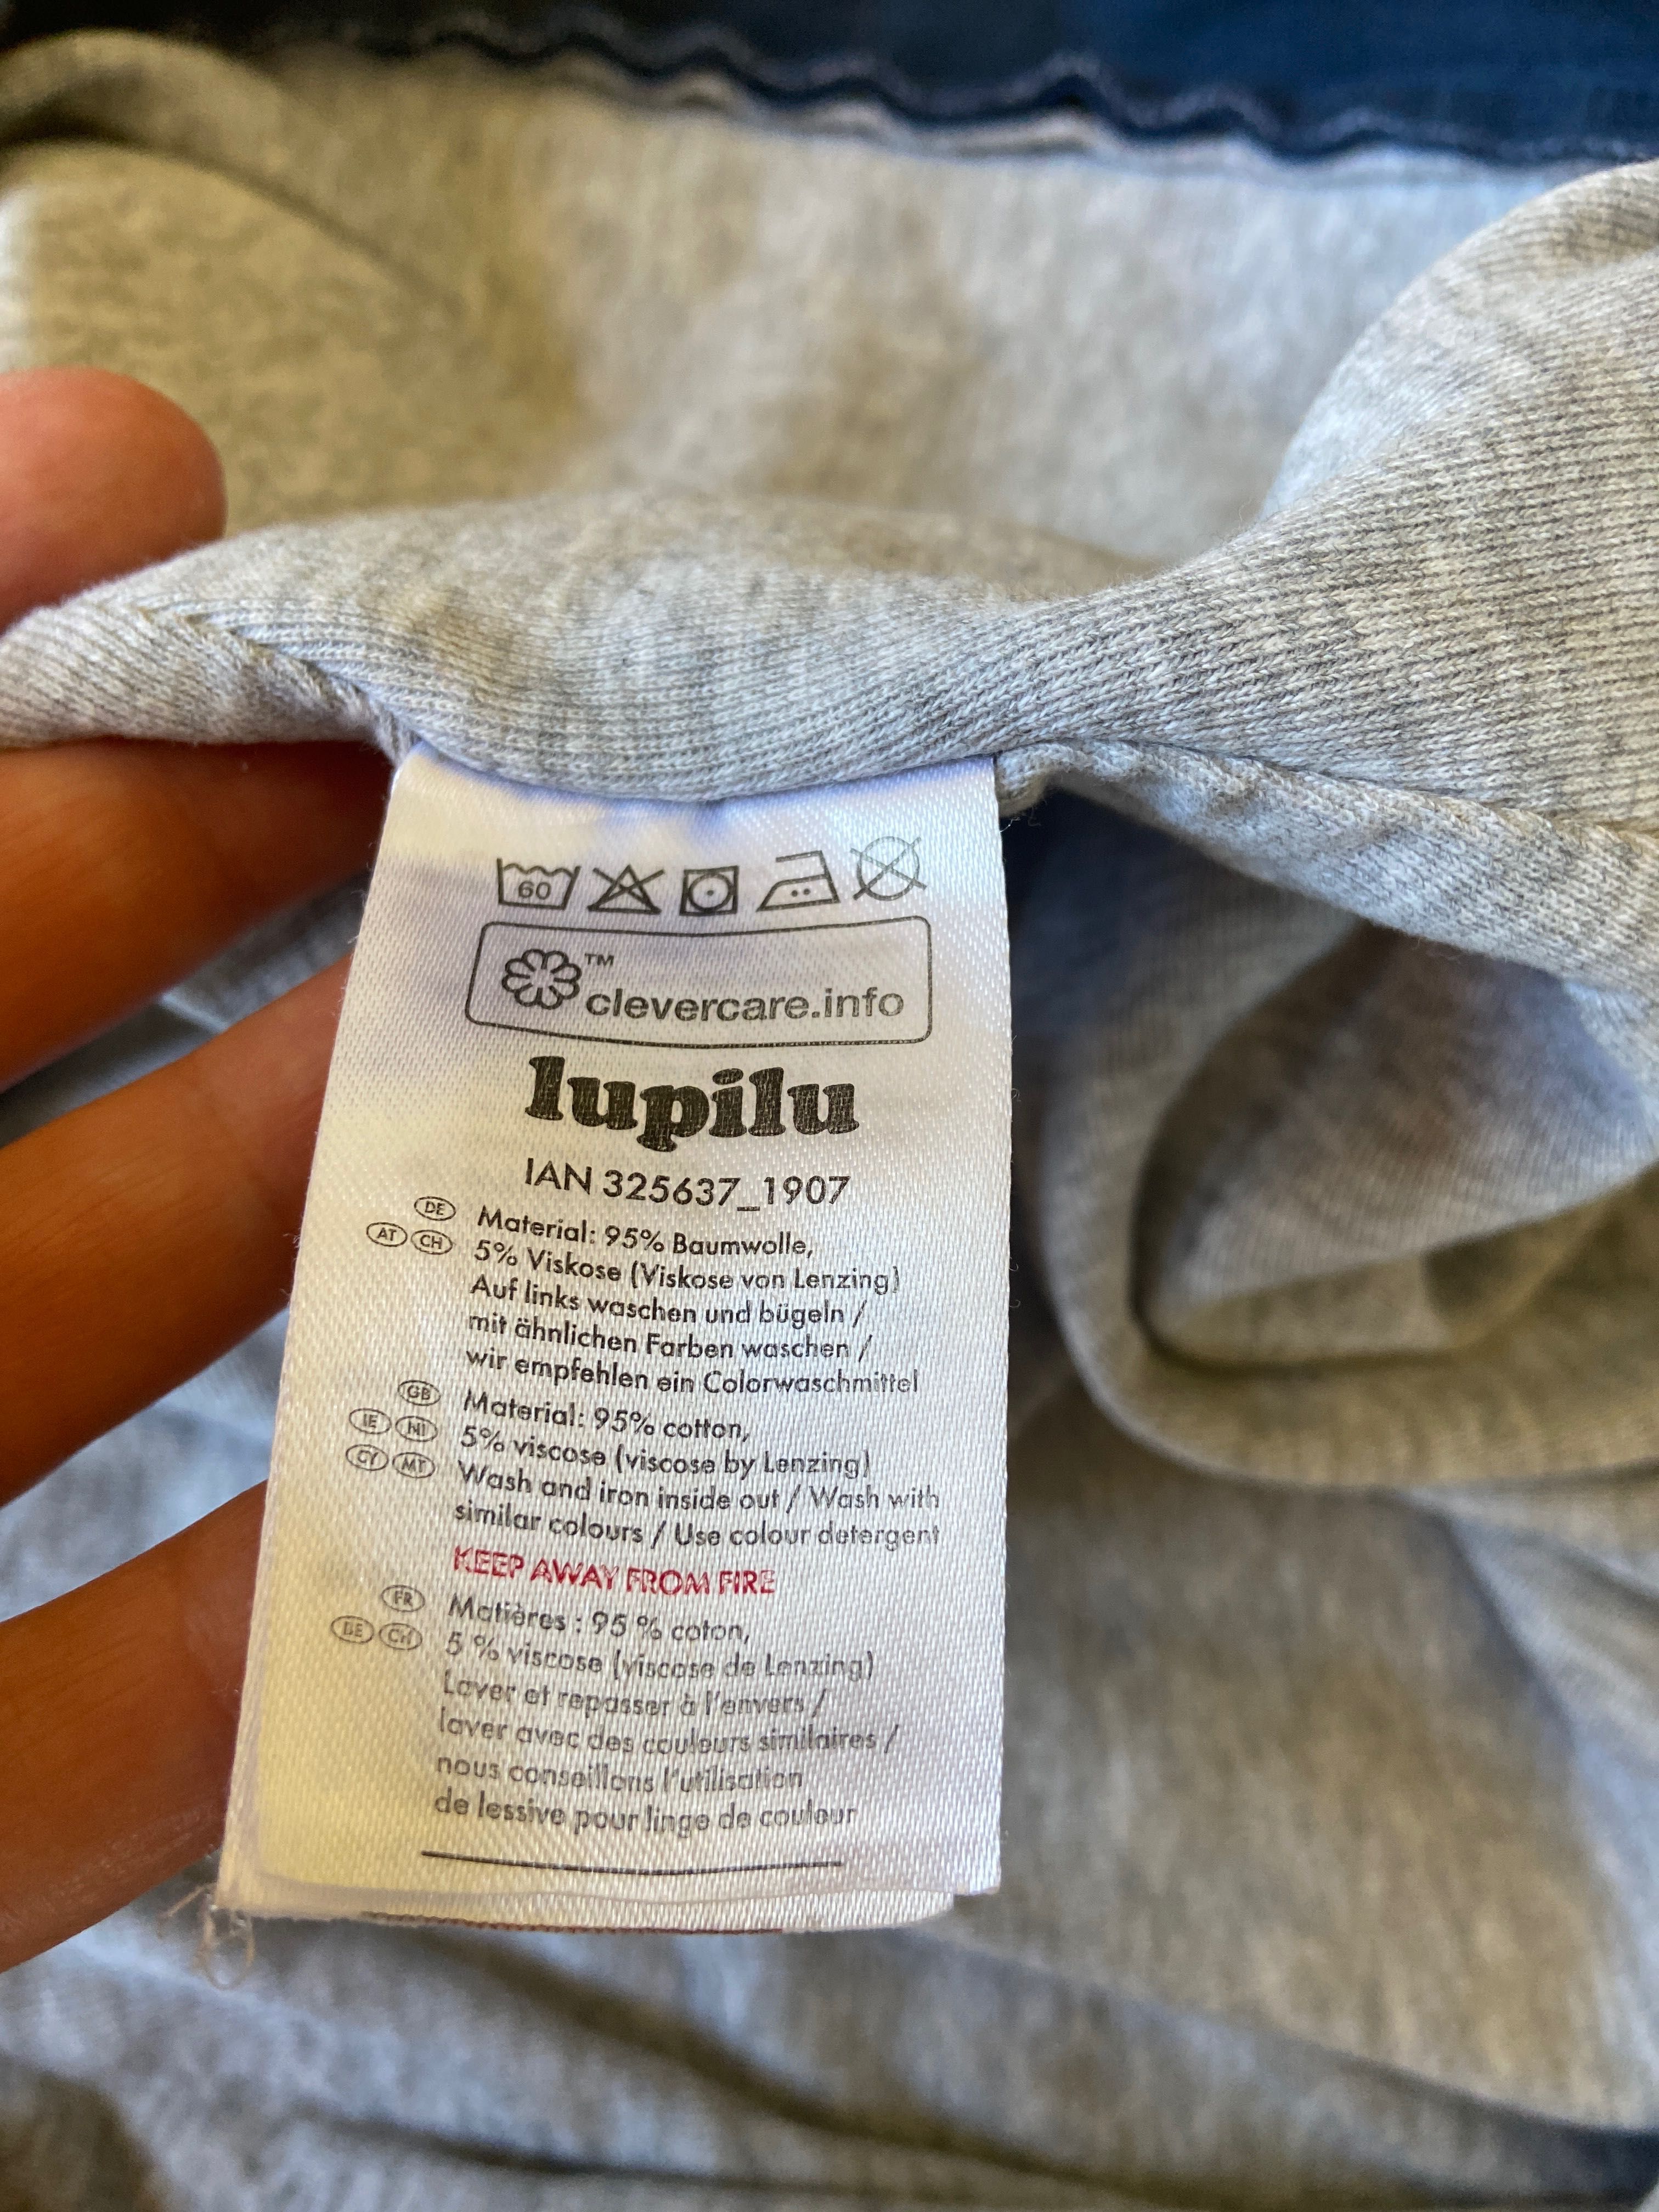 60
™
clevercare.info
lupilu
IAN 325637_1907
DE Material: 95% Baumwolle,
AT CH 5% Viskose (Viskose von Lenzing)
Auf links waschen und bügeln /
mit ähnlichen Farben waschen /
wir empfehlen ein Colorwaschmittel
GB Material: 95% cotton,
IE NI 5% viscose (viscose by Lenzing)
CY MT Wash and iron inside out / Wash with
similar colours / Use colour detergent
KEEP AWAY FROM FIRE
FR Matières : 95 % coton,
BE CH 5 % viscose (viscose de Lenzing)
Laver et repasser à l'envers /
laver avec des couleurs similaires /
nous conseillons l'utilisation
de lessive pour linge de couleur